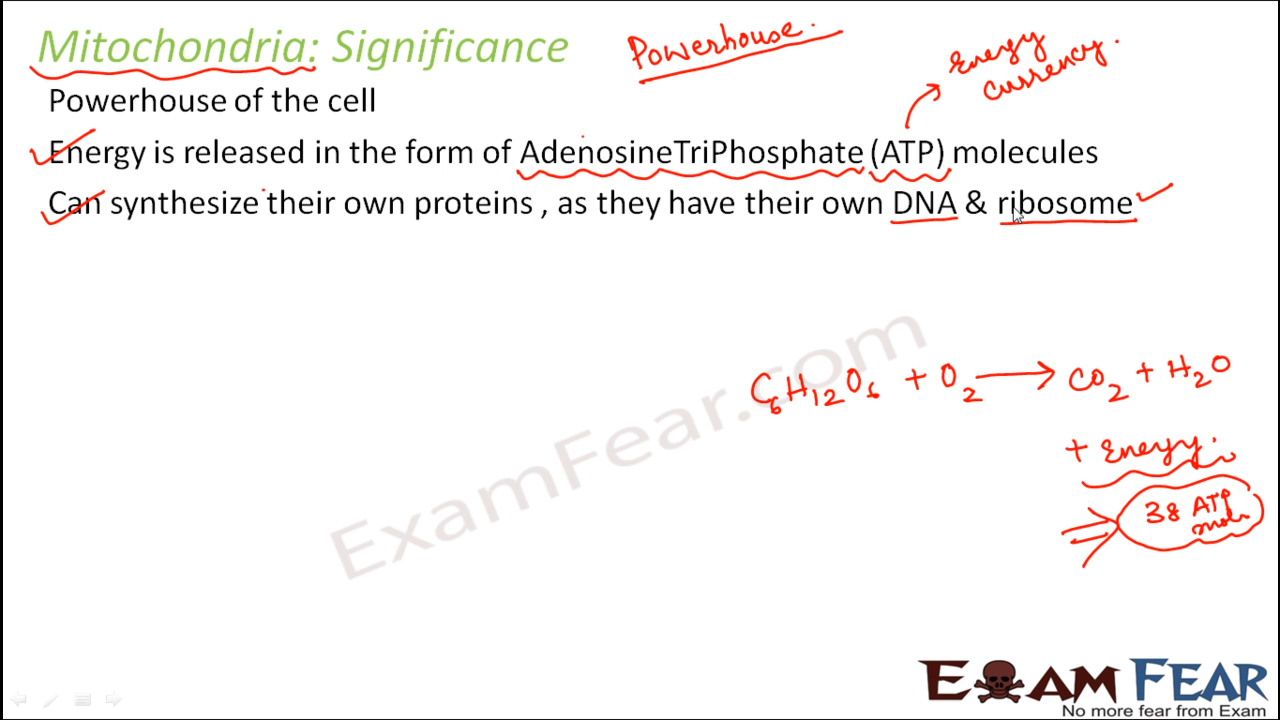 Mitochondria: Significance
Powerhouse.
Energy
currency.
Powerhouse of the cell
Energy is released in the form of AdenosineTriPhosphate (ATP) molecules
Can synthesize their own proteins , as they have their own DNA & ribosome
ExamFear.com
C6H12O6 + O2 → CO2 + H2O
+ Energy.
38 ATP
EXAM FEAR
No more fear from Exam